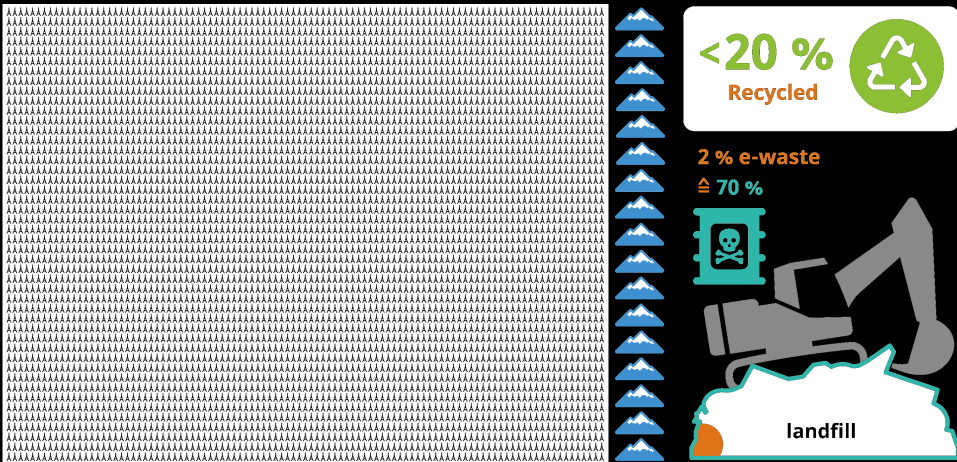 <20 %
Recycled
2 % e-waste
≙ 70 %
landfill